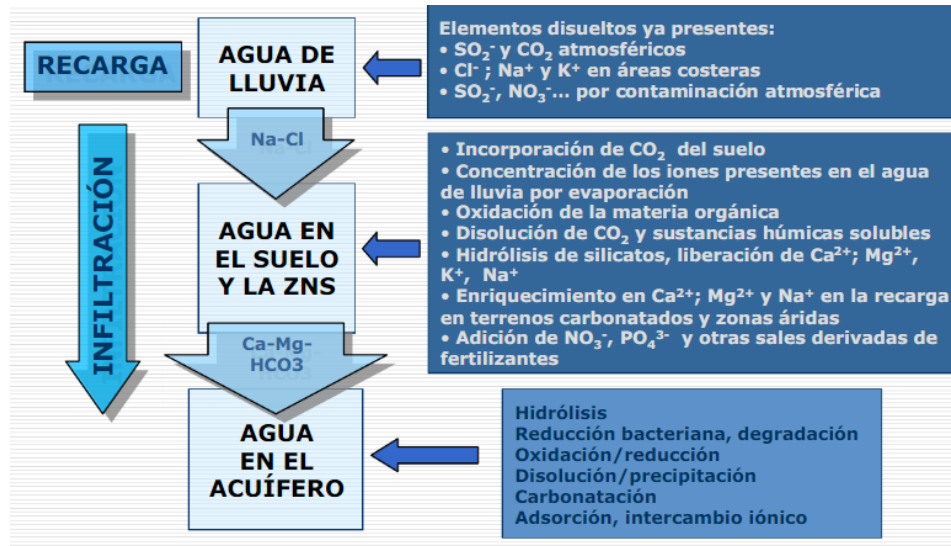 RECARGA
AGUA DE
LLUVIA
Elementos disueltos ya presentes:
• SO₂⁻ y CO₂ atmosféricos
• Cl⁻ ; Na⁺ y K⁺ en áreas costeras
• SO₂⁻, NO₃⁻... por contaminación atmosférica
Na-Cl
INFILTRACIÓN
AGUA EN
EL SUELO
Y LA ZNS
• Incorporación de CO₂ del suelo
• Concentración de los iones presentes en el agua
de lluvia por evaporación
• Oxidación de la materia orgánica
• Disolución de CO₂ y sustancias húmicas solubles
• Hidrólisis de silicatos, liberación de Ca²⁺; Mg²⁺,
K⁺, Na⁺
• Enriquecimiento en Ca²⁺; Mg²⁺ y Na⁺ en la recarga
en terrenos carbonatados y zonas áridas
• Adición de NO₃⁻, PO₄³⁻ y otras sales derivadas de
fertilizantes
Ca-Mg-
HCO3
AGUA
EN EL
ACUÍFERO
Hidrólisis
Reducción bacteriana, degradación
Oxidación/reducción
Disolución/precipitación
Carbonatación
Adsorción, intercambio iónico